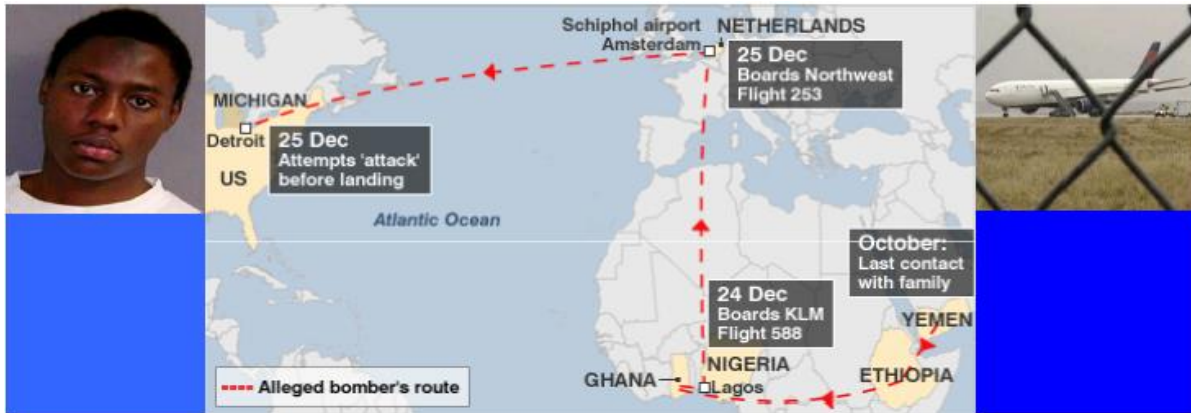 Schiphol airport
Amsterdam
NETHERLANDS
25 Dec
Boards Northwest
Flight 253
MICHIGAN
Detroit
25 Dec
Attempts 'attack'
before landing
US
Atlantic Ocean
October:
Last contact
with family
24 Dec
Boards KLM
Flight 588
YEMEN
NIGERIA
GHANA
Lagos
ETHIOPIA
Alleged bomber's route